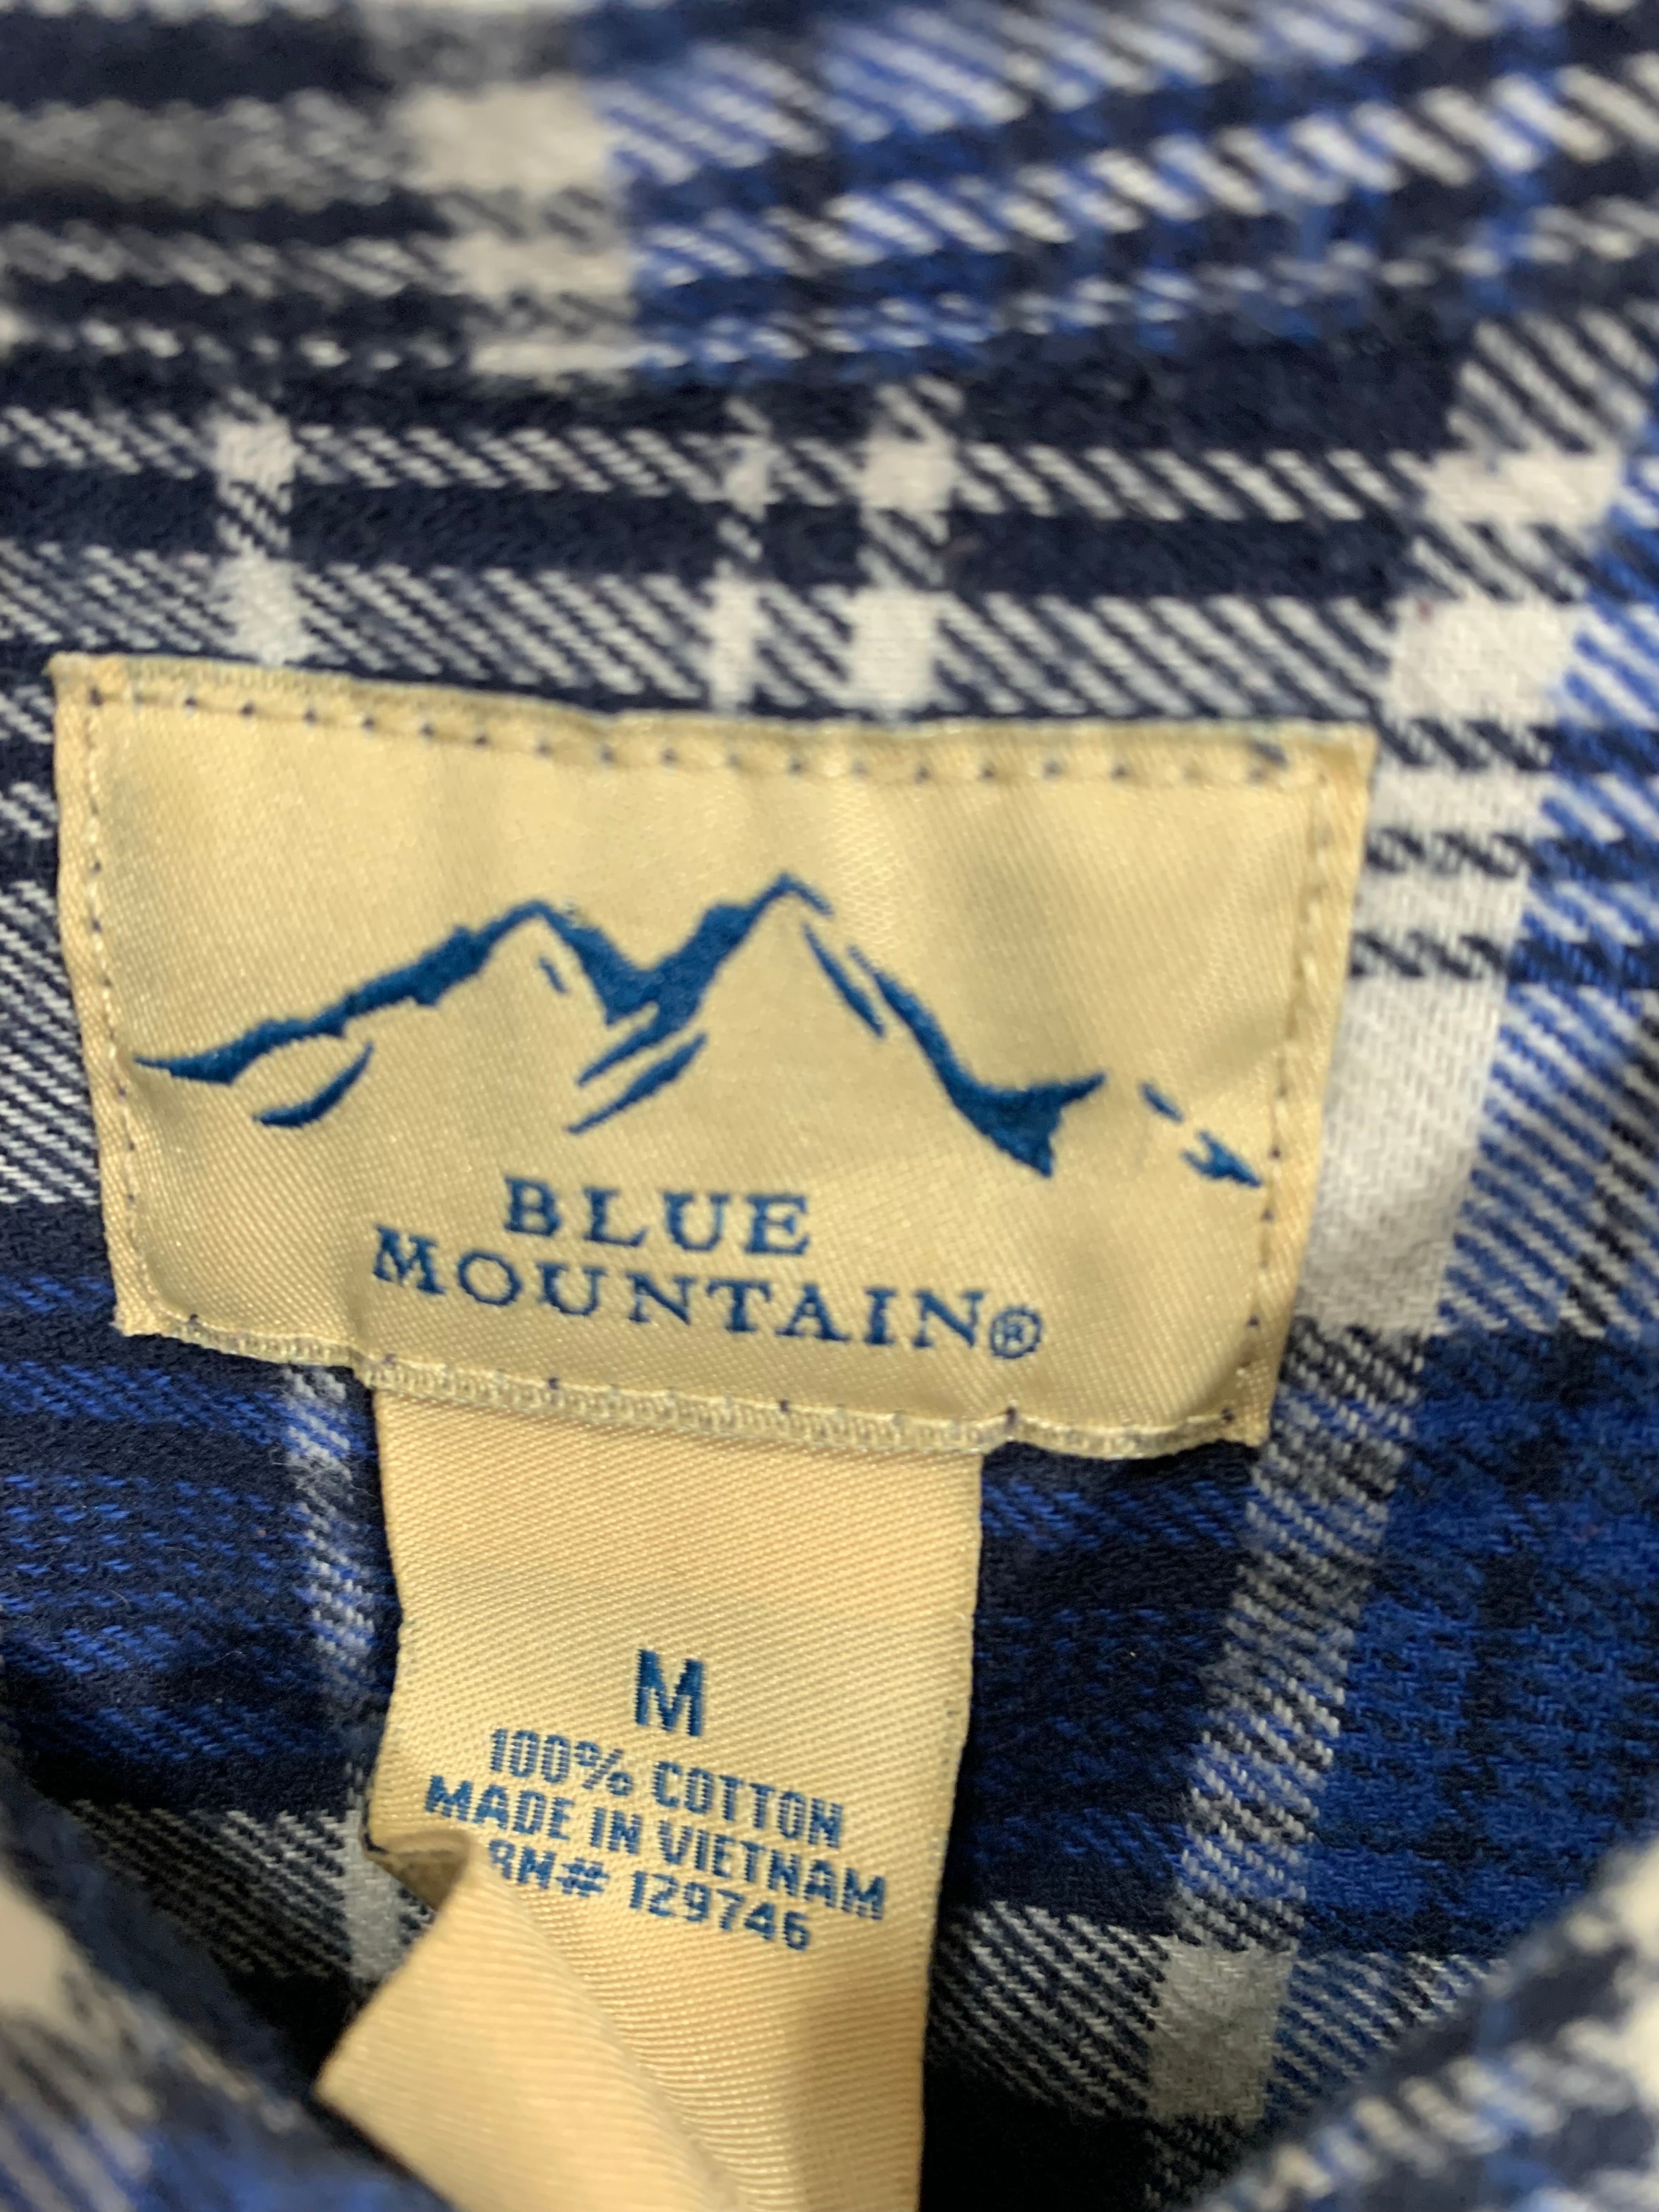 BLUE
MOUNTAIN®
M
100% COTTON
MADE IN VIETNAM
RN# 129746